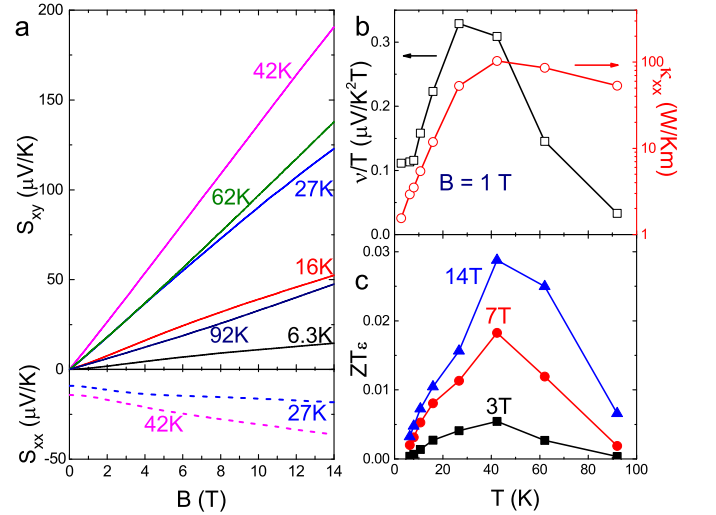 a
200
150
100
50
0
-50
S_xy (μV/K)
S_xx (μV/K)
42K
62K
27K
16K
92K
6.3K
27K
42K
0 2 4 6 8 10 12 14
B (T)
b
0.3
0.2
0.1
0.0
ν/T (μV/K²T)
100
10
1
κ_xx (W/Km)
B = 1 T
c
0.03
0.02
0.01
0.00
ZTε
14T
7T
3T
0 20 40 60 80 100
T (K)